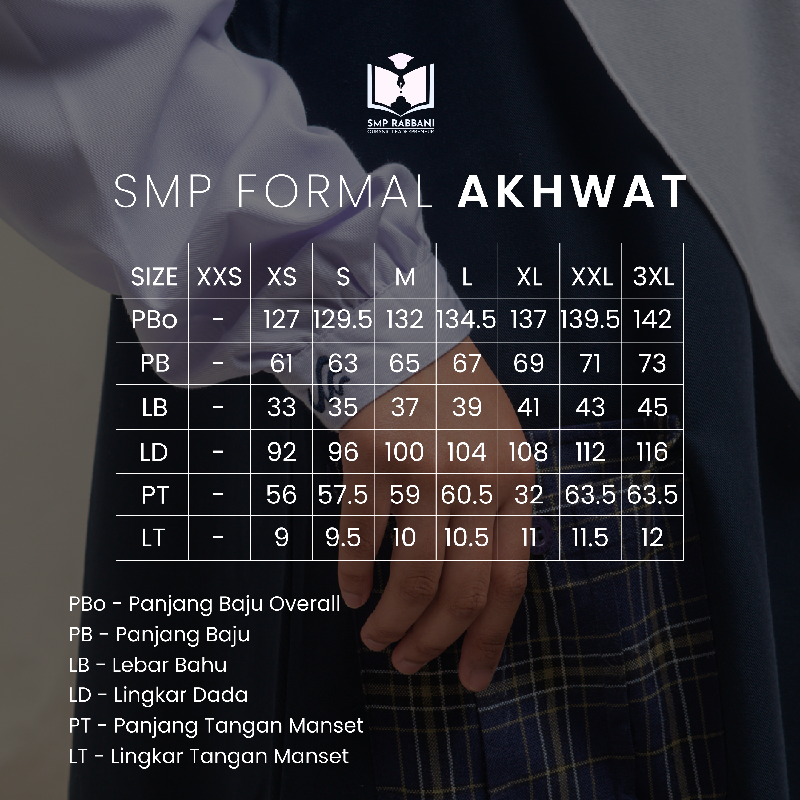 SMP RABBANI
SMP FORMAL AKHWAT
SIZE XXS XS S M L XL XXL 3XL
PBo - 127 129.5 132 134.5 137 139.5 142
PB - 61 63 65 67 69 71 73
LB - 33 35 37 39 41 43 45
LD - 92 96 100 104 108 112 116
PT - 56 57.5 59 60.5 32 63.5 63.5
LT - 9 9.5 10 10.5 11 11.5 12
PBo - Panjang Baju Overall
PB - Panjang Baju
LB - Lebar Bahu
LD - Lingkar Dada
PT - Panjang Tangan Manset
LT - Lingkar Tangan Manset